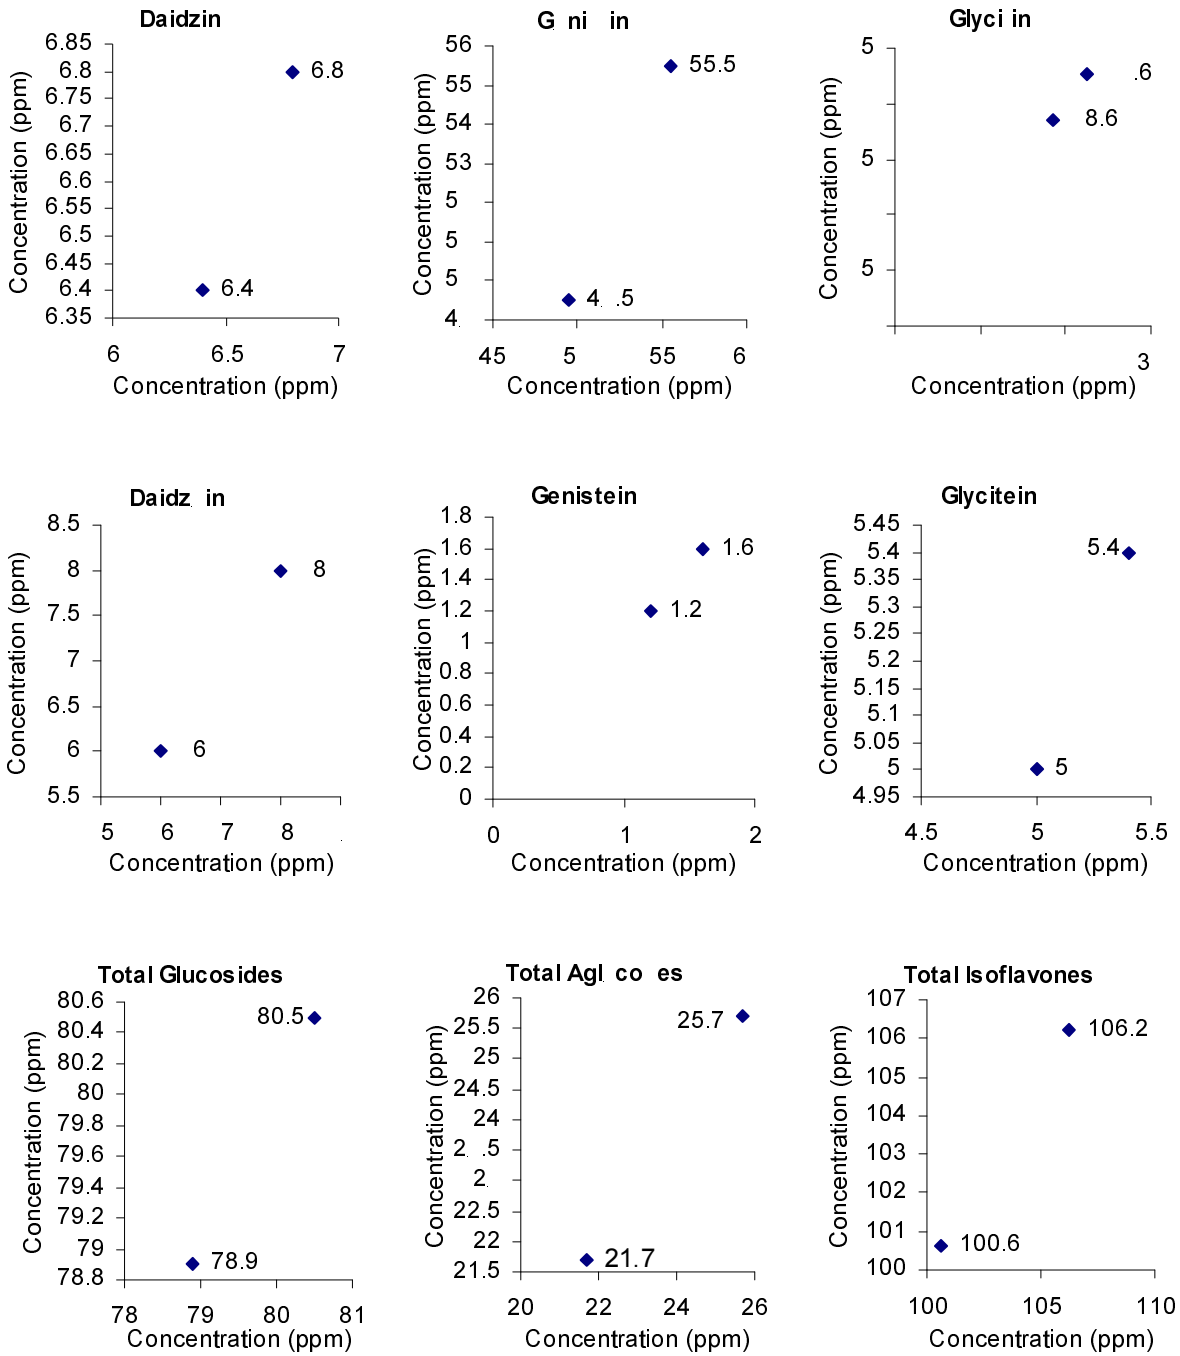 Daidzin
6.85
6.8
6.75
6.7
6.65
6.6
6.55
6.5
6.45
6.4
6.35
6.8
6.4
6 6.5 7
Concentration (ppm)
Concentration (ppm)
56
55
54
53
55.5
45 55
Concentration (ppm)
Concentration (ppm)
8.6
Concentration (ppm)
Concentration (ppm)
8.5
8
7.5
7
6.5
6
5.5
8
6
5 6 7 8
Concentration (ppm)
Concentration (ppm)
Genistein
1.8
1.6
1.4
1.2
1
0.8
0.6
0.4
0.2
0
1.6
1.2
0 1 2
Concentration (ppm)
Concentration (ppm)
Glycitein
5.45
5.4
5.35
5.3
5.25
5.2
5.15
5.1
5.05
5
4.95
5.4
5
4.5 5 5.5
Concentration (ppm)
Concentration (ppm)
Total Glucosides
80.6
80.4
80.2
80
79.8
79.6
79.4
79.2
79
78.8
80.5
78.9
78 79 80 81
Concentration (ppm)
Concentration (ppm)
Total
26
25.5
25
24.5
24
22.5
22
21.5
25.7
21.7
20 22 24 26
Concentration (ppm)
Concentration (ppm)
Total Isoflavones
107
106
105
104
103
102
101
100
106.2
100.6
100 105 110
Concentration (ppm)
Concentration (ppm)